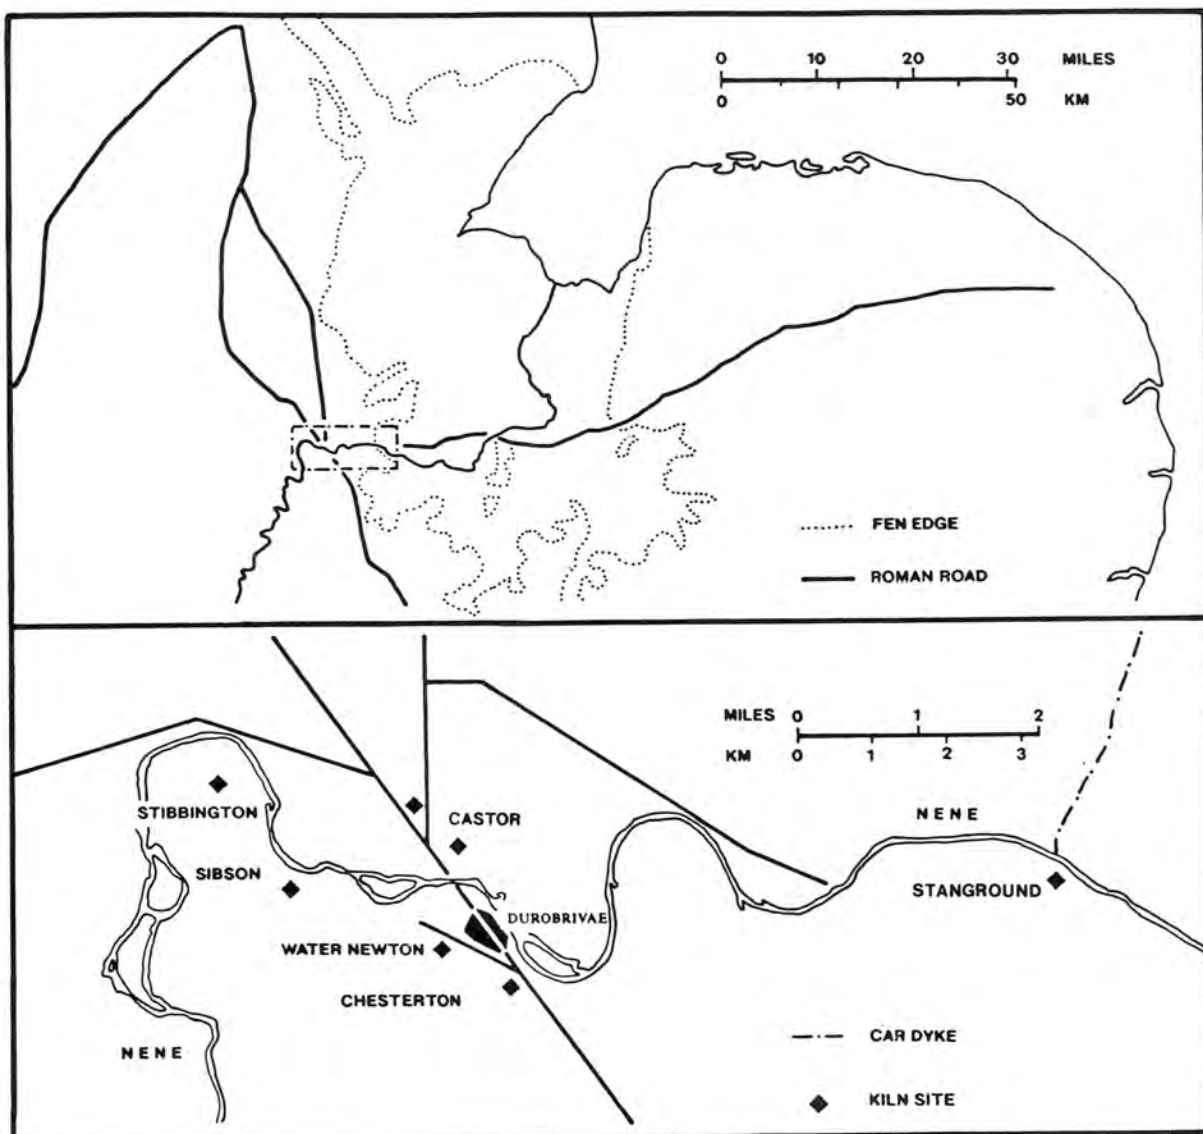 0 10 20 30 MILES
0 50 KM
FEN EDGE
ROMAN ROAD
MILES 0 1 2
KM 0 1 2 3
NENE
STIBBINGTON
CASTOR
SIBSON
STANGROUND
DUROBRIVAE
WATER NEWTON
CHESTERTON
NENE
CAR DYKE
KILN SITE